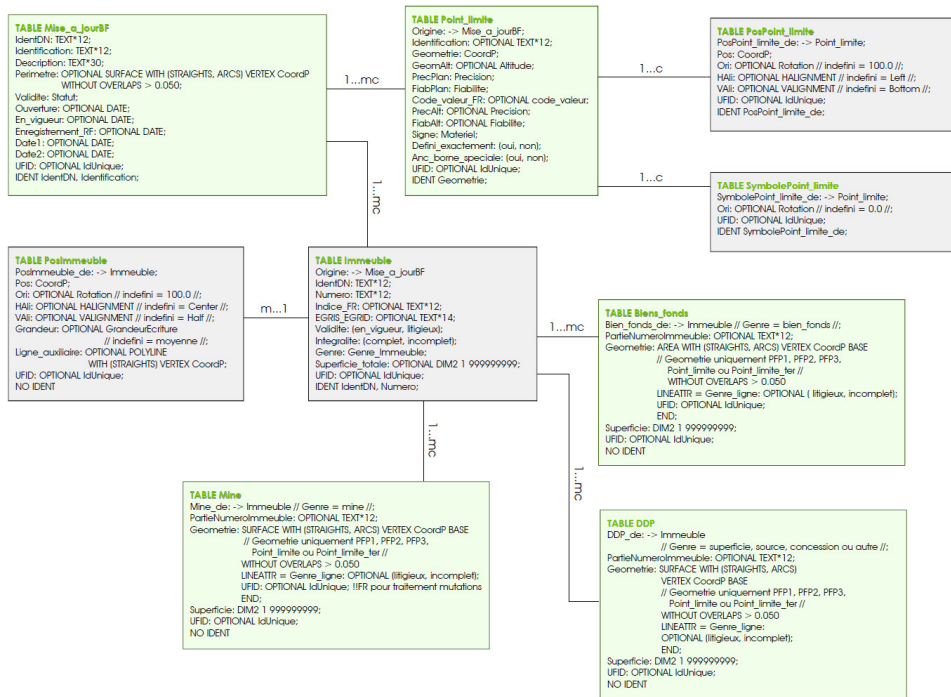 TABLE Mise_a_jourBF
IdentDN: TEXT*12;
Identification: TEXT*12;
Description: TEXT*30;
Perimetre: OPTIONAL SURFACE WITH (STRAIGHTS, ARCS) VERTEX CoordP
WITHOUT OVERLAPS > 0.050;
Validite: Statut;
Ouverture: OPTIONAL DATE;
En_vigueur: OPTIONAL DATE;
Enregistrement_RF: OPTIONAL DATE;
Date1: OPTIONAL DATE;
Date2: OPTIONAL DATE;
UFID: OPTIONAL IdUnique;
IDENT IdentDN, Identification;
1...mc
TABLE Point_limite
Origine: -> Mise_a_jourBF;
Identification: OPTIONAL TEXT*12;
Geometrie: CoordP;
GeomAlt: OPTIONAL Altitude;
PrecPlan: Precision;
FiabPlan: Fiabilite;
Code_valeur_FR: OPTIONAL code_valeur;
PrecAlt: OPTIONAL Precision;
FiabAlt: OPTIONAL Fiabilite;
Signe: Materiel;
Defini_exactement: (oui, non);
Anc_borne_speciale: (oui, non);
UFID: OPTIONAL IdUnique;
IDENT Geometrie;
1...c
TABLE PosPoint_limite
PosPoint_limite_de: -> Point_limite;
Pos: CoordP;
Ori: OPTIONAL Rotation // indefini = 100.0 //;
HAli: OPTIONAL HALIGNMENT // indefini = Left //;
VAli: OPTIONAL VALIGNMENT // indefini = Bottom //;
UFID: OPTIONAL IdUnique;
IDENT PosPoint_limite_de;
1...c
TABLE SymbolePoint_limite
SymbolePoint_limite_de: -> Point_limite;
Ori: OPTIONAL Rotation // indefini = 0.0 //;
UFID: OPTIONAL IdUnique;
IDENT SymbolePoint_limite_de;
1...mc
TABLE PosImmeuble
PosImmeuble_de: -> Immeuble;
Pos: CoordP;
Ori: OPTIONAL Rotation // indefini = 100.0 //;
HAli: OPTIONAL HALIGNMENT // indefini = Center //;
VAli: OPTIONAL VALIGNMENT // indefini = Half //;
Grandeur: OPTIONAL GrandeurEcriture
// indefini = moyenne //;
Ligne_auxiliaire: OPTIONAL POLYLINE
WITH (STRAIGHTS) VERTEX CoordP;
UFID: OPTIONAL IdUnique;
NO IDENT
m...1
TABLE Immeuble
Origine: -> Mise_a_jourBF
IdentDN: TEXT*12;
Numero: TEXT*12;
Indice_FR: OPTIONAL TEXT*12;
EGRIS_EGRID: OPTIONAL TEXT*14;
Validite: (en_vigueur, litigieux);
Integralite: (complet, incomplet);
Genre: Genre_Immeuble;
Superficie_totale: OPTIONAL DIM2 1 999999999;
UFID: OPTIONAL IdUnique;
IDENT IdentDN, Numero;
1...mc
TABLE Biens_fonds
Bien_fonds_de: -> Immeuble // Genre = bien_fonds //;
PartieNumeroImmeuble: OPTIONAL TEXT*12;
Geometrie: AREA WITH (STRAIGHTS, ARCS) VERTEX CoordP BASE
// Geometrie uniquement PFP1, PFP2, PFP3,
Point_limite ou Point_limite_ter //
WITHOUT OVERLAPS > 0.050
LINEATTR = Genre_ligne: OPTIONAL ( litigieux, incomplet);
UFID: OPTIONAL IdUnique;
END;
Superficie: DIM2 1 999999999;
UFID: OPTIONAL IdUnique;
NO IDENT
1...mc
1...mc
TABLE Mine
Mine_de: -> Immeuble // Genre = mine //;
PartieNumeroImmeuble: OPTIONAL TEXT*12;
Geometrie: SURFACE WITH (STRAIGHTS, ARCS) VERTEX CoordP BASE
// Geometrie uniquement PFP1, PFP2, PFP3,
Point_limite ou Point_limite_ter //
WITHOUT OVERLAPS > 0.050
LINEATTR = Genre_ligne: OPTIONAL (litigieux, incomplet);
UFID: OPTIONAL IdUnique; !!FR pour traitement mutations
END;
Superficie: DIM2 1 999999999;
UFID: OPTIONAL IdUnique;
NO IDENT
TABLE DDP
DDP_de: -> Immeuble
// Genre = superficie, source, concession ou autre //;
PartieNumeroImmeuble: OPTIONAL TEXT*12;
Geometrie: SURFACE WITH (STRAIGHTS, ARCS)
VERTEX CoordP BASE
// Geometrie uniquement PFP1, PFP2, PFP3,
Point_limite ou Point_limite_ter //
WITHOUT OVERLAPS > 0.050
LINEATTR = Genre_ligne:
OPTIONAL (litigieux, incomplet);
END;
Superficie: DIM2 1 999999999;
UFID: OPTIONAL IdUnique;
NO IDENT